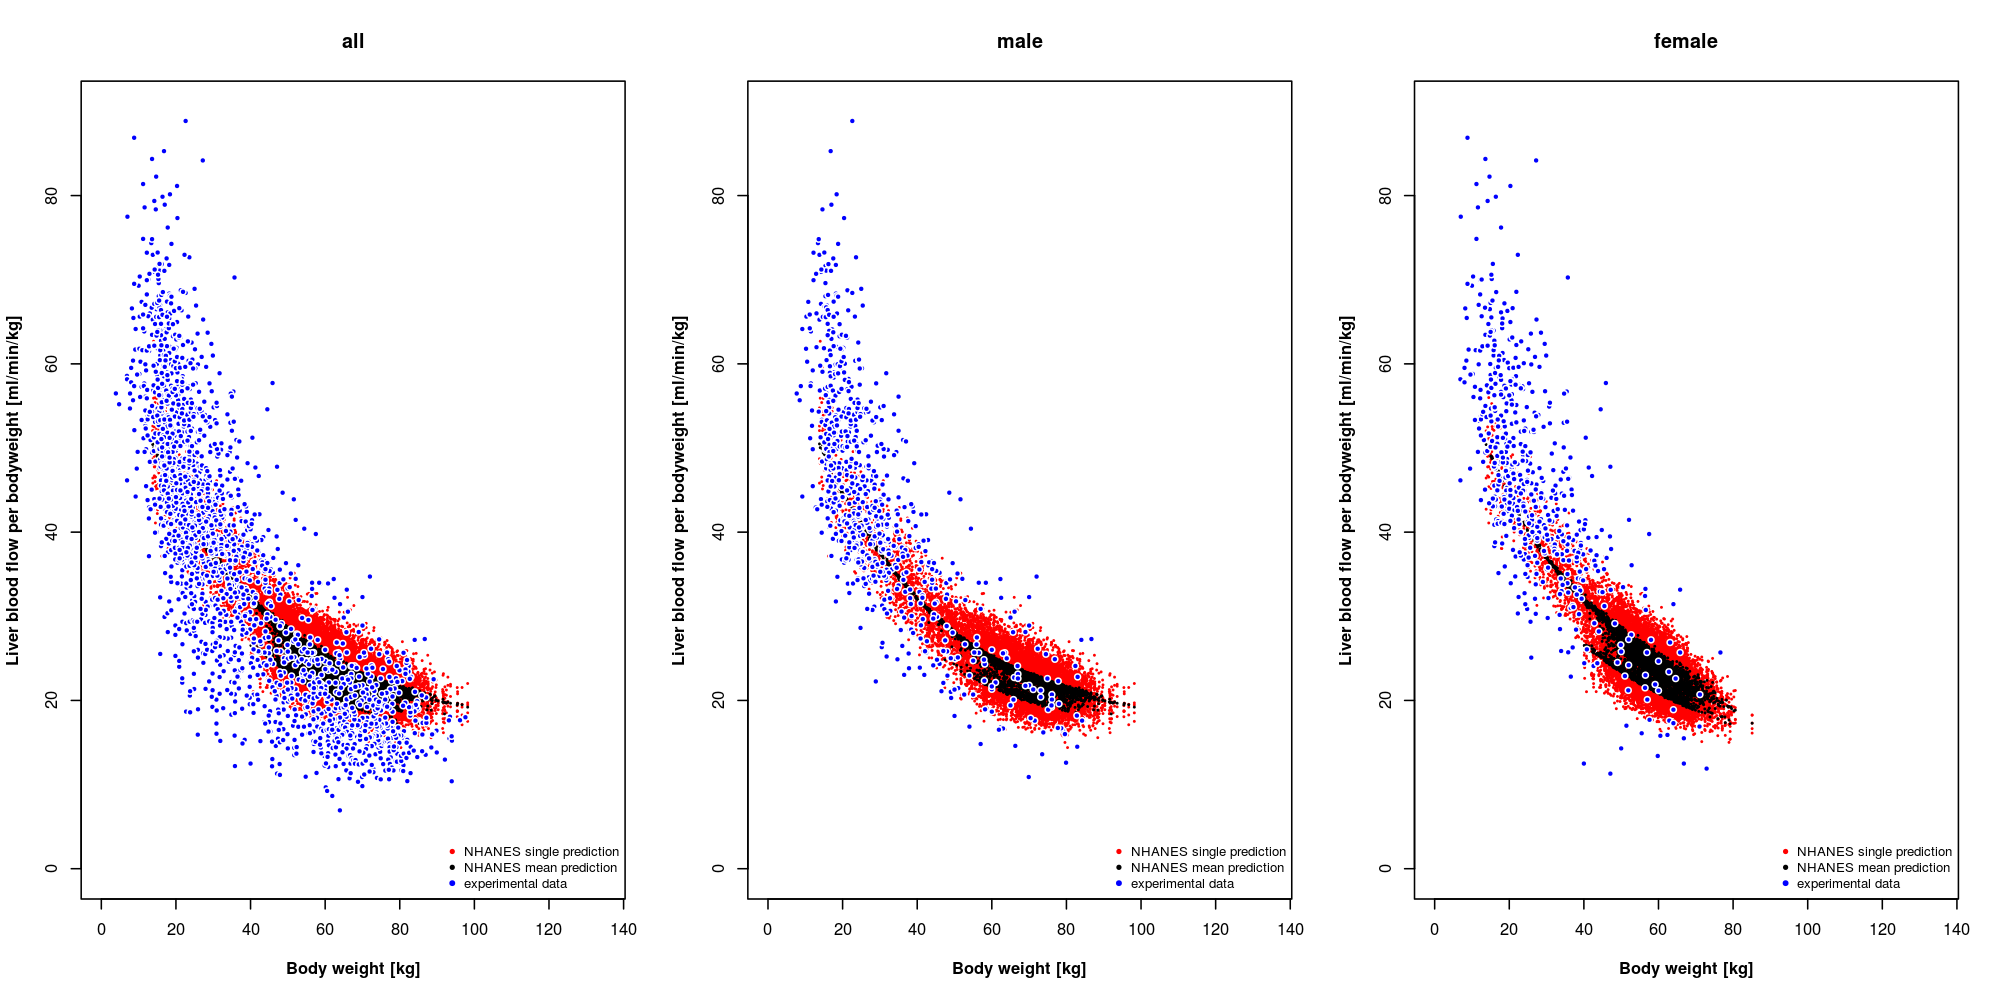 all
Liver blood flow per bodyweight [ml/min/kg]
80
60
40
20
0
NHANES single prediction
NHANES mean prediction
experimental data
0 20 40 60 80 100 120 140
Body weight [kg]
male
Liver blood flow per bodyweight [ml/min/kg]
80
60
40
20
0
NHANES single prediction
NHANES mean prediction
experimental data
0 20 40 60 80 100 120 140
Body weight [kg]
female
Liver blood flow per bodyweight [ml/min/kg]
80
60
40
20
0
NHANES single prediction
NHANES mean prediction
experimental data
0 20 40 60 80 100 120 140
Body weight [kg]